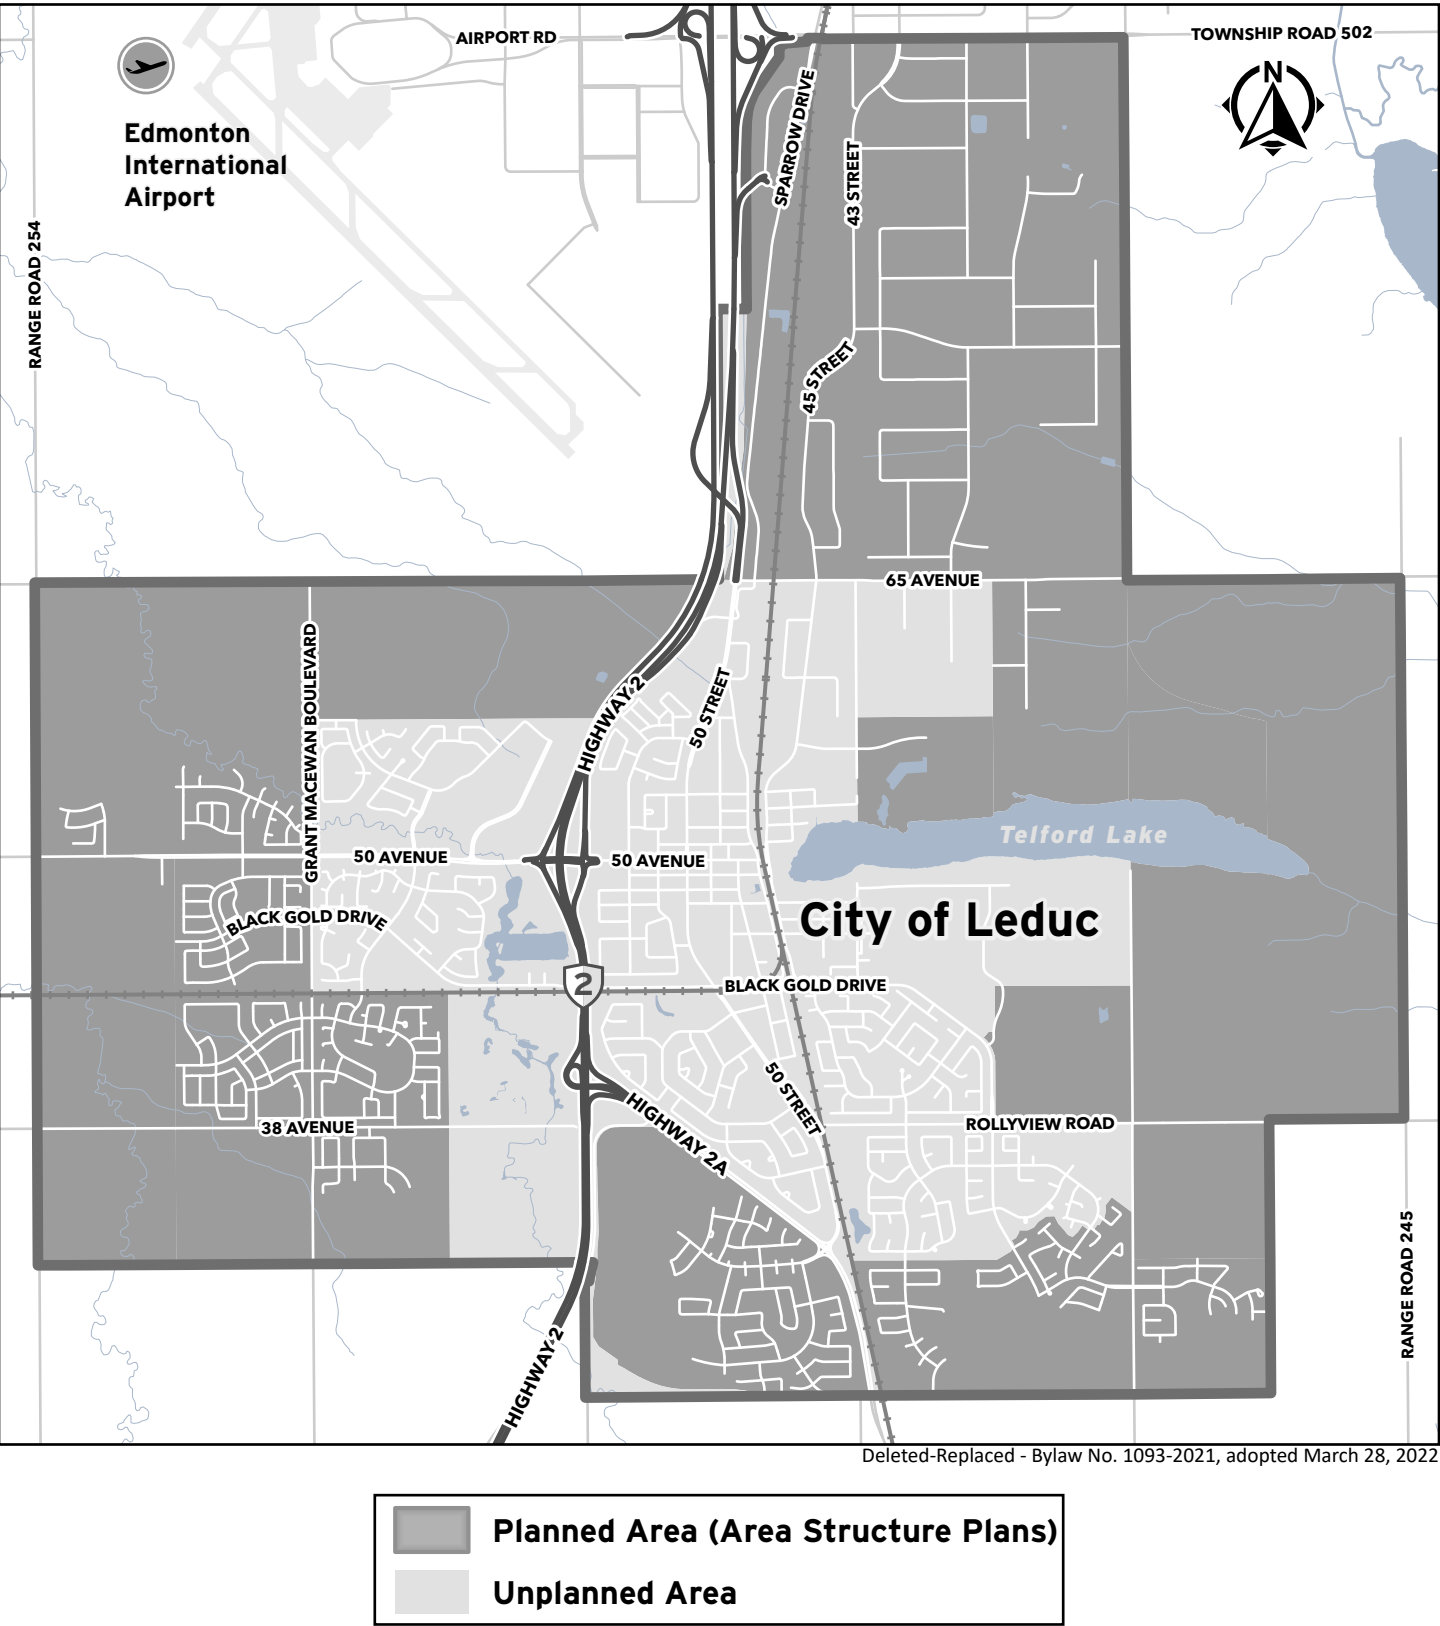 AIRPORT RD
TOWNSHIP ROAD 502
N
Edmonton
International
Airport
SPARROW DRIVE
43 STREET
RANGE ROAD 254
45 STREET
65 AVENUE
GRANT MACEWAN BOULEVARD
HIGHWAY 2
50 STREET
Telford Lake
50 AVENUE
50 AVENUE
BLACK GOLD DRIVE
City of Leduc
2
BLACK GOLD DRIVE
50 STREET
HIGHWAY 2A
38 AVENUE
ROLLYVIEW ROAD
RANGE ROAD 245
HIGHWAY 2
Deleted-Replaced - Bylaw No. 1093-2021, adopted March 28, 2022
Planned Area (Area Structure Plans)
Unplanned Area